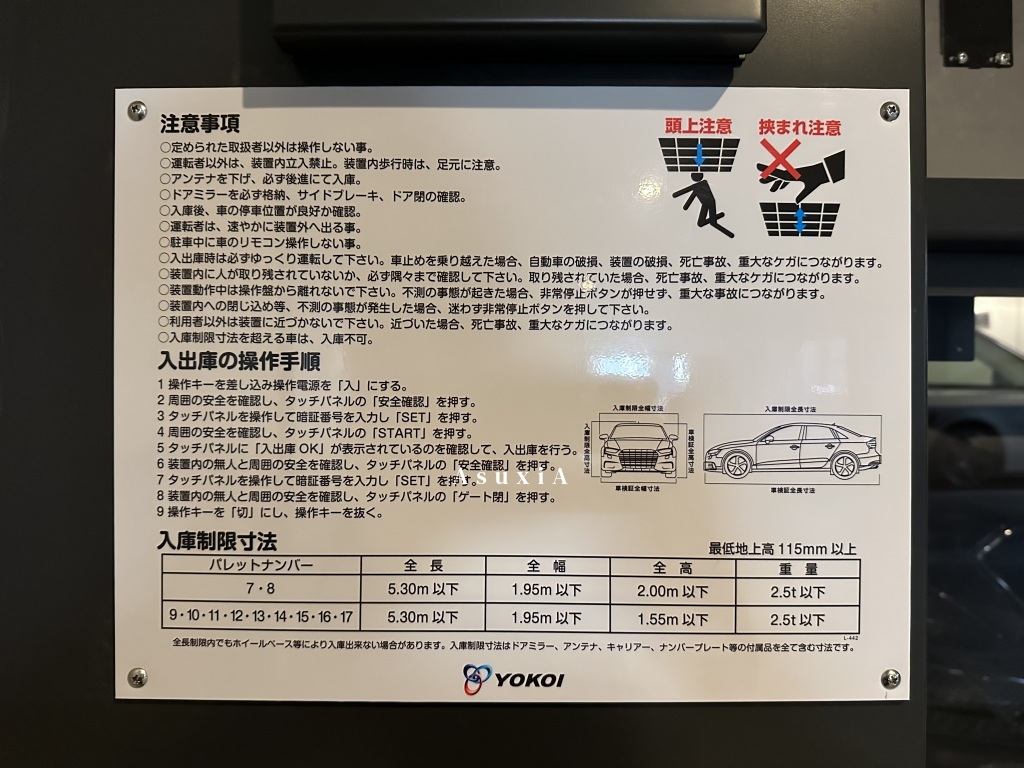 注意事項
○定められた取扱者以外は操作しない事。
○運転者以外は、装置内立入禁止。装置内歩行時は、足元に注意。
○アンテナを下げ、必ず後進にて入庫。
○ドアミラーを必ず格納、サイドブレーキ、ドア閉の確認。
○入庫後、車の停車位置が良好か確認。
○運転者は、速やかに装置外へ出る事。
○駐車中に車のリモコン操作しない事。
○入出庫時は必ずゆっくり運転して下さい。車止めを乗り越えた場合、自動車の破損、装置の破損、死亡事故、重大なケガにつながります。
○装置内に人が取り残されていないか、必ず隅々まで確認して下さい。取り残されていた場合、死亡事故、重大なケガにつながります。
○装置動作中は操作盤から離れないで下さい。不測の事態が起きた場合、非常停止ボタンが押せず、重大な事故につながります。
○装置内への閉じ込め等、不測の事態が発生した場合、迷わず非常停止ボタンを押して下さい。
○利用者以外は装置に近づかないで下さい。近づいた場合、死亡事故、重大なケガにつながります。
○入庫制限寸法を超える車は、入庫不可。
頭上注意 挟まれ注意
入出庫の操作手順
1 操作キーを差し込み操作電源を「入」にする。
2 周囲の安全を確認し、タッチパネルの「安全確認」を押す。
3 タッチパネルを操作して暗証番号を入力し「SET」を押す。
4 周囲の安全を確認し、タッチパネルの「START」を押す。
5 タッチパネルに「入出庫 OK」が表示されているのを確認して、入出庫を行う。
6 装置内の無人と周囲の安全を確認し、タッチパネルの「安全確認」を押す。
7 タッチパネルを操作して暗証番号を入力し「SET」を押す。
8 装置内の無人と周囲の安全を確認し、タッチパネルの「ゲート閉」を押す。
9 操作キーを「切」にし、操作キーを抜く。
AsuxiA
入庫制限全幅寸法 入庫制限全長寸法
入庫制限全高寸法 車検証全高寸法
車検証全幅寸法 車検証全長寸法
入庫制限寸法 最低地上高 115mm 以上
パレットナンバー 全 長 全 幅 全 高 重 量
7・8 5.30m 以下 1.95m 以下 2.00m 以下 2.5t 以下
9・10・11・12・13・14・15・16・17 5.30m 以下 1.95m 以下 1.55m 以下 2.5t 以下
L-442
全長制限内でもホイールベース等により入庫出来ない場合があります。入庫制限寸法はドアミラー、アンテナ、キャリアー、ナンバープレート等の付属品を全て含む寸法です。
YOKOI